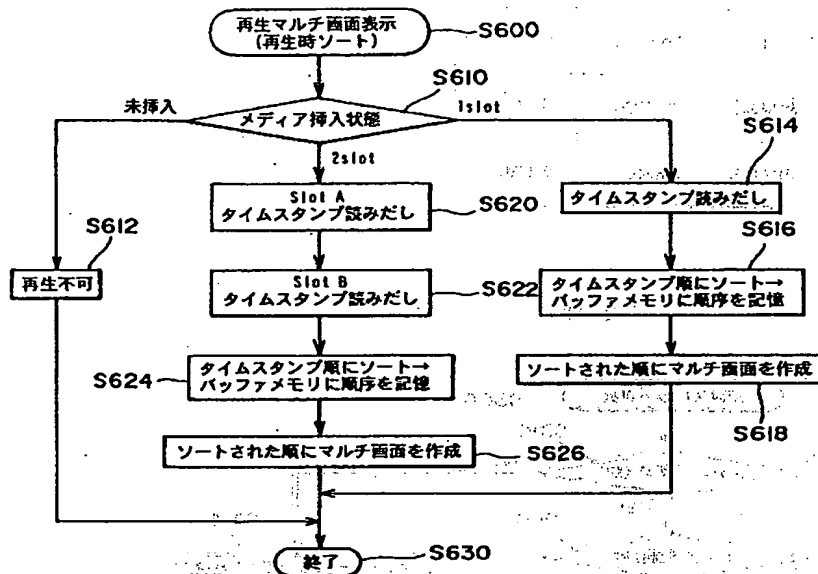 再生マルチ画面表示
(再生時ソート)
S600
S610
未挿入
メディア挿入状態
1slot
2slot
S614
Slot A
タイムスタンプ読みだし
S620
タイムスタンプ読みだし
S612
S616
再生不可
Slot B
タイムスタンプ読みだし
S622
タイムスタンプ順にソート→
バッファメモリに順序を記憶
S624
タイムスタンプ順にソート→
バッファメモリに順序を記憶
ソートされた順にマルチ画面を作成
S618
ソートされた順にマルチ画面を作成
S626
終了
S630